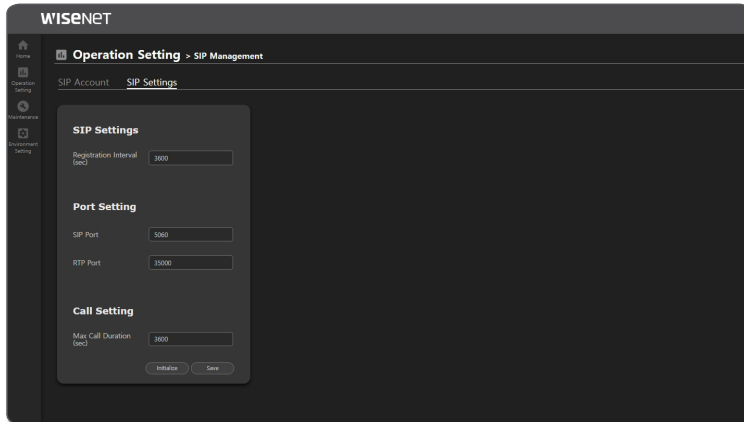 WISENET
Home
Operation Setting > SIP Management
Operation
Setting
SIP Account SIP Settings
Maintenance
Environment
Setting
SIP Settings
Registration Interval
(sec)
3600
Port Setting
SIP Port 5060
RTP Port 35000
Call Setting
Max Call Duration
(sec)
3600
Initialize Save